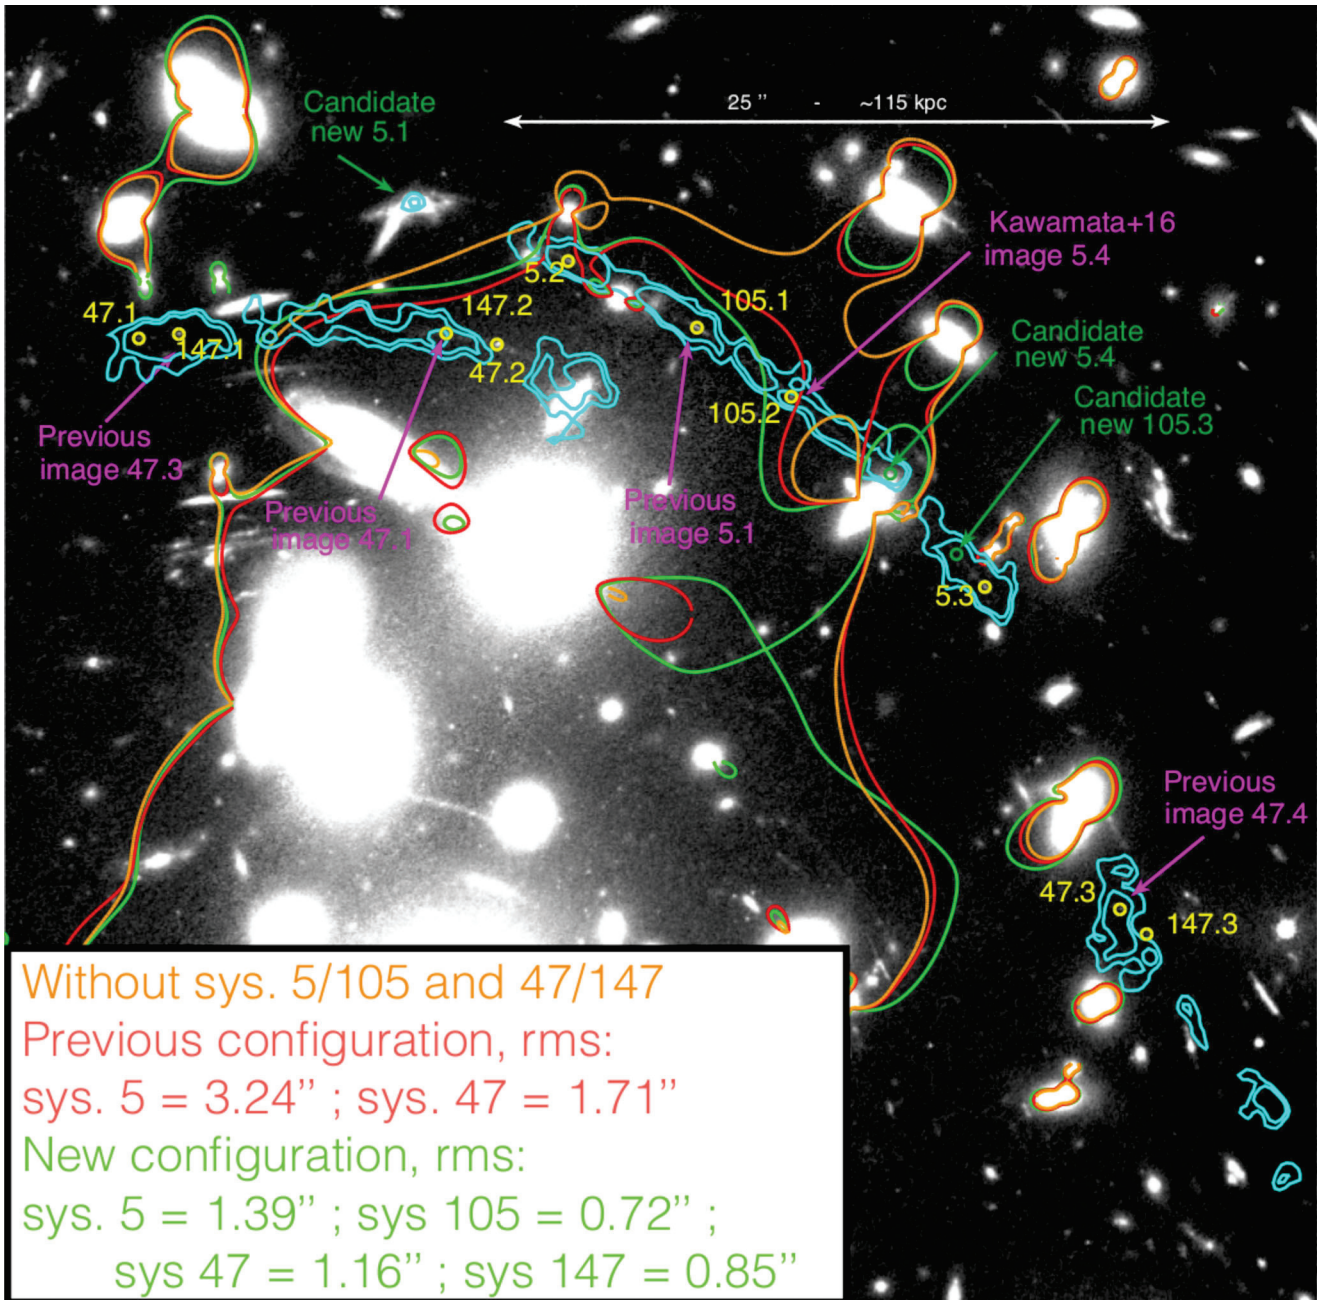 Candidate
new 5.1
25 " - ~115 kpc
Kawamata+16
image 5.4
5.2
47.1
147.2
105.1
147.1
47.2
Candidate
new 5.4
105.2
Candidate
new 105.3
Previous
image 47.3
Previous
image 47.1
Previous
image 5.1
5.3
Previous
image 47.4
47.3
147.3
Without sys. 5/105 and 47/147
Previous configuration, rms:
sys. 5 = 3.24’’ ; sys. 47 = 1.71’’
New configuration, rms:
sys. 5 = 1.39’’ ; sys 105 = 0.72’’ ;
sys 47 = 1.16’’ ; sys 147 = 0.85’’